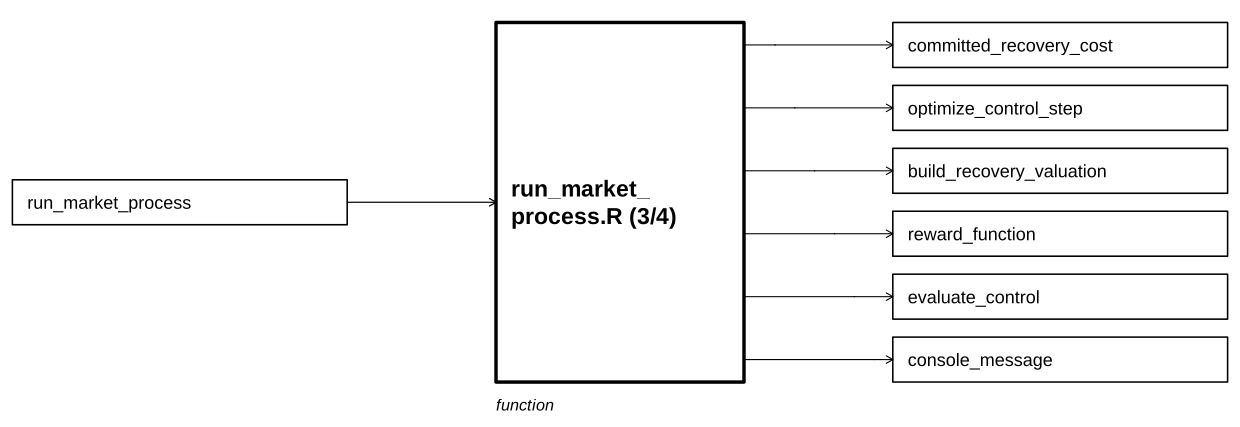 run_market_process
run_market_
process.R (3/4)
function
committed_recovery_cost
optimize_control_step
build_recovery_valuation
reward_function
evaluate_control
console_message